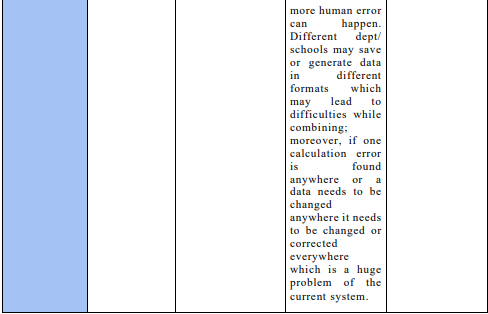 more human error
can happen.
Different dept/
schools may save
or generate data
in different
formats which
may lead to
difficulties while
combining;
moreover, if one
calculation error
is found
anywhere or a
data needs to be
changed
anywhere it needs
to be changed or
corrected
everywhere
which is a huge
problem of the
current system.